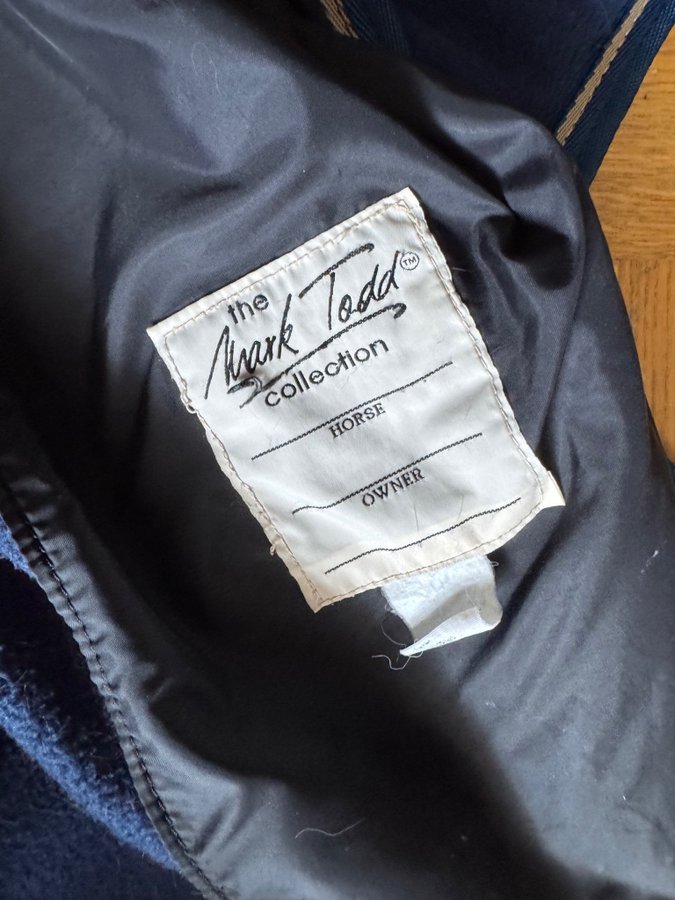 the
Mark Todd™
collection
HORSE
OWNER